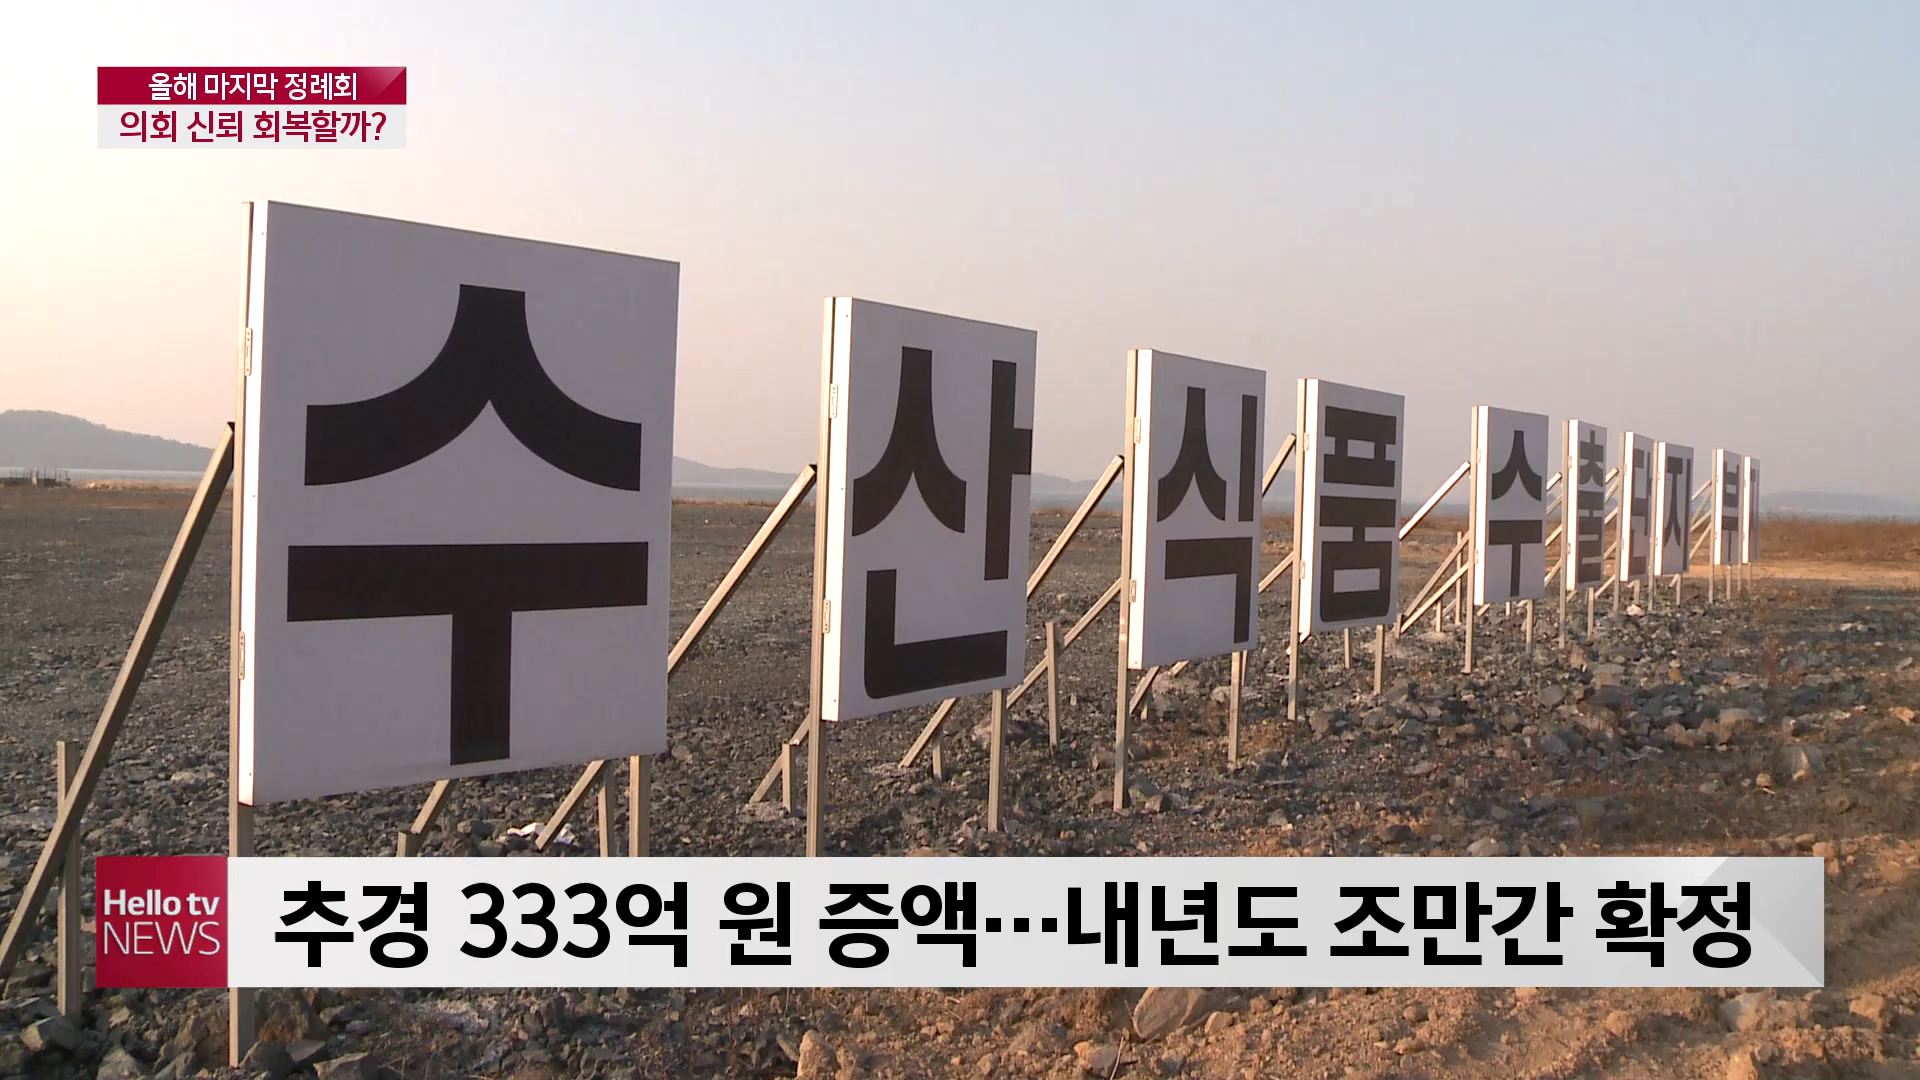 올해 마지막 정례회
의회 신뢰 회복할까?
수산식품수출단지부지
Hello tv
NEWS
추경 333억 원 증액…내년도 조만간 확정